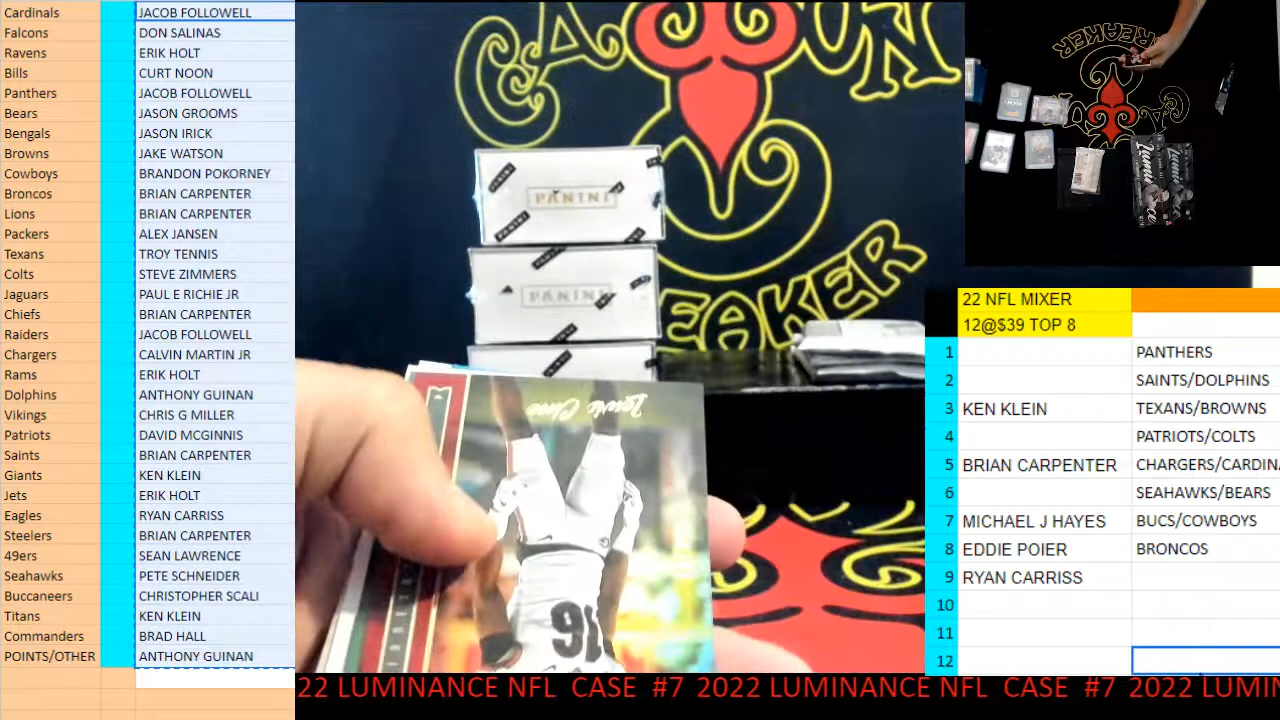 Cardinals JACOB FOLLOWELL
Falcons DON SALINAS
Ravens ERIK HOLT
Bills CURT NOON
Panthers JACOB FOLLOWELL
Bears JASON GROOMS
Bengals JASON IRICK
Browns JAKE WATSON
Cowboys BRANDON POKORNEY
Broncos BRIAN CARPENTER
Lions BRIAN CARPENTER
Packers ALEX JANSEN
Texans TROY TENNIS
Colts STEVE ZIMMERS
Jaguars PAUL E RICHIE JR
Chiefs BRIAN CARPENTER
Raiders JACOB FOLLOWELL
Chargers CALVIN MARTIN JR
Rams ERIK HOLT
Dolphins ANTHONY GUINAN
Vikings CHRIS G MILLER
Patriots DAVID MCGINNIS
Saints BRIAN CARPENTER
Giants KEN KLEIN
Jets ERIK HOLT
Eagles RYAN CARRISS
Steelers BRIAN CARPENTER
49ers SEAN LAWRENCE
Seahawks PETE SCHNEIDER
Buccaneers CHRISTOPHER SCALI
Titans KEN KLEIN
Commanders BRAD HALL
POINTS/OTHER ANTHONY GUINAN
PANINI
PANINI
EAKER
Lewis Cine
16
REAKER
Lumi
22 NFL MIXER
12@$39 TOP 8
1 PANTHERS
2 SAINTS/DOLPHINS
3 KEN KLEIN TEXANS/BROWNS
4 PATRIOTS/COLTS
5 BRIAN CARPENTER CHARGERS/CARDINA
6 SEAHAWKS/BEARS
7 MICHAEL J HAYES BUCS/COWBOYS
8 EDDIE POIER BRONCOS
9 RYAN CARRISS
10
11
12
22 LUMINANCE NFL CASE #7 2022 LUMINANCE NFL CASE #7 2022 LUMIN